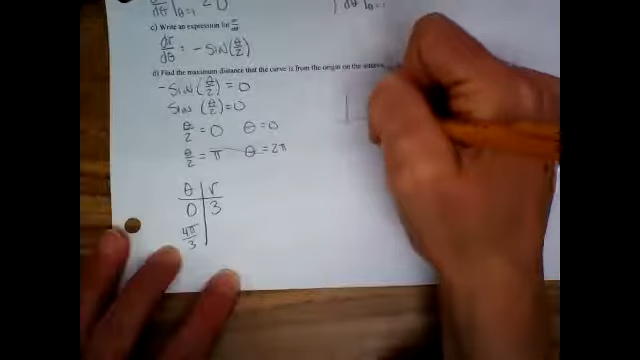 dθ |θ=
dθ |θ=
c) Write an expression for dr/dθ
dr/dθ = - SIN(θ/2)
d) Find the maximum distance that the curve is from the origin on the interval
- SIN(θ/2) = 0
SIN (θ/2) = 0
θ/2 = 0 θ = 0
θ/2 = π θ = 2π
θ | r
0 | 3
4π/3 |